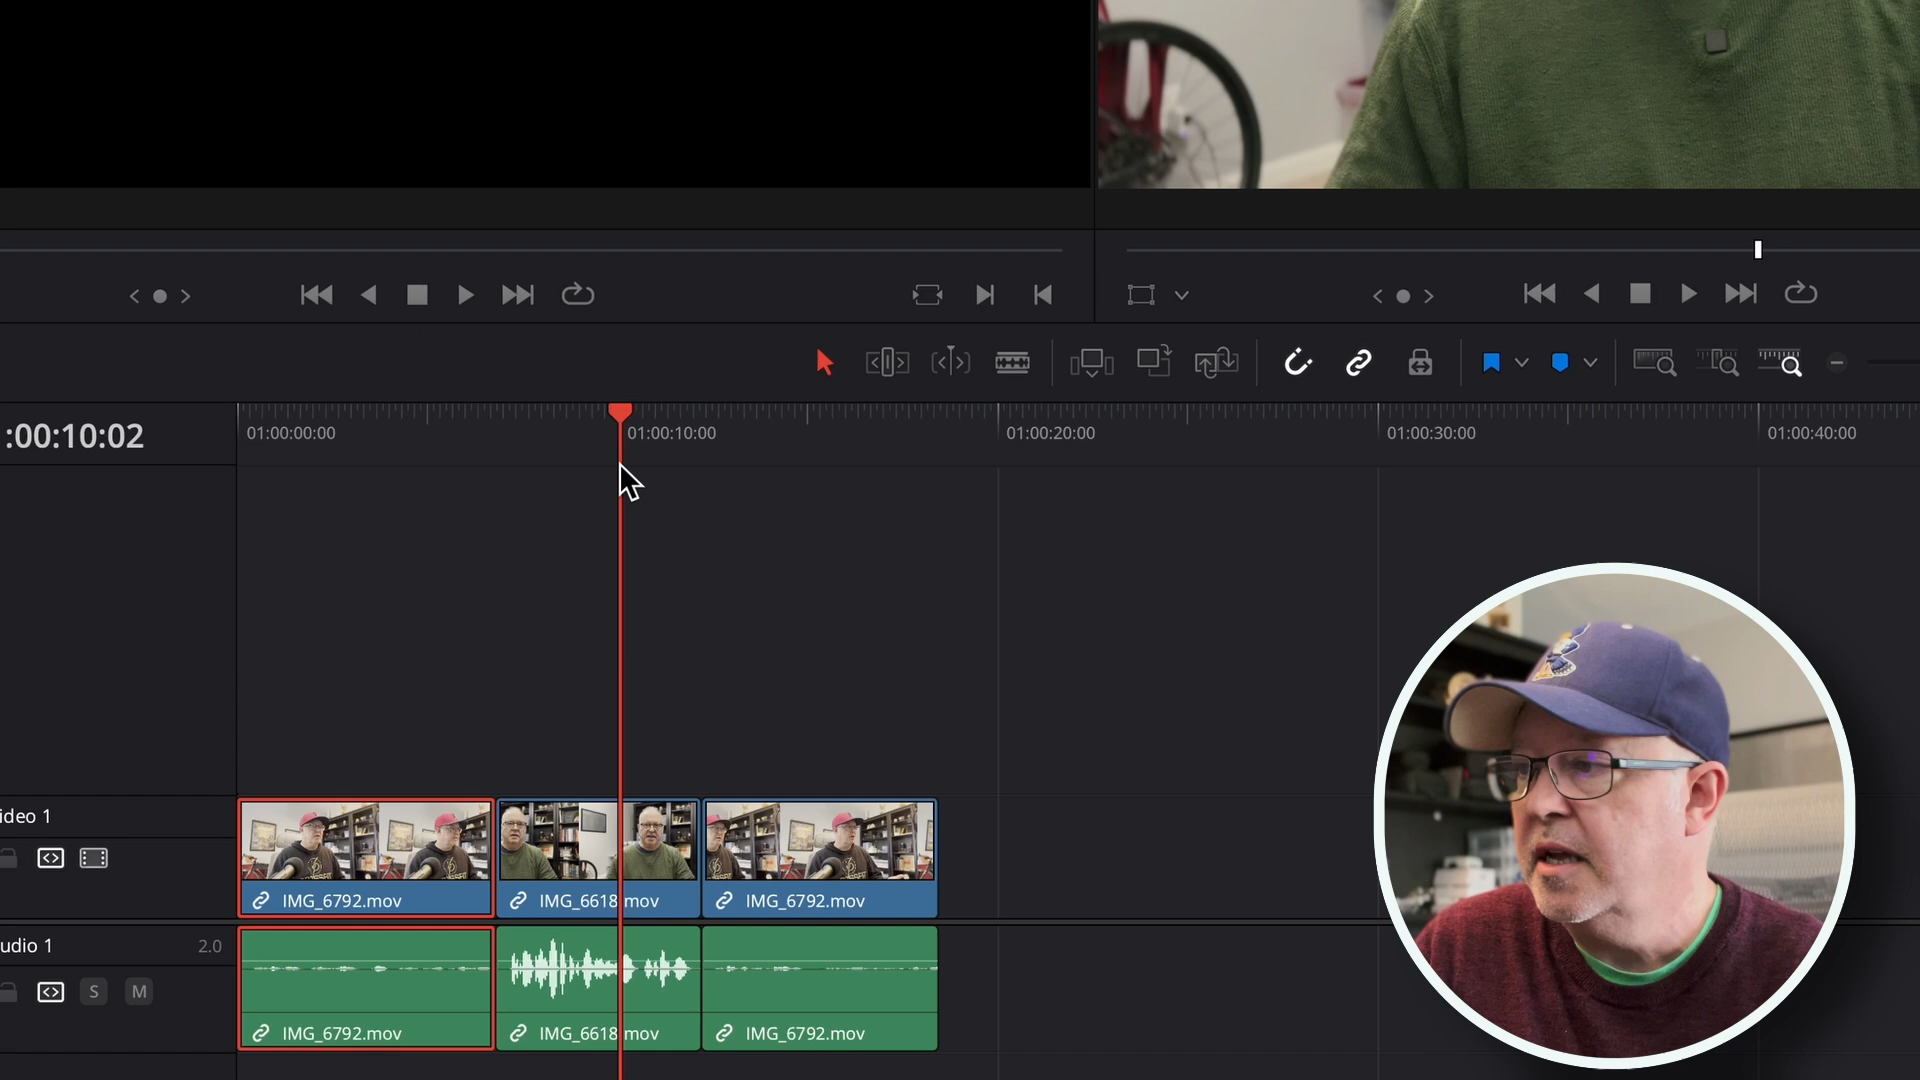 :00:10:02
01:00:00:00
01:00:10:00
01:00:20:00
01:00:30:00
01:00:40:00
ideo 1
IMG_6792.mov
IMG_6618.mov
IMG_6792.mov
udio 1
2.0
S
M
IMG_6792.mov
IMG_6618.mov
IMG_6792.mov